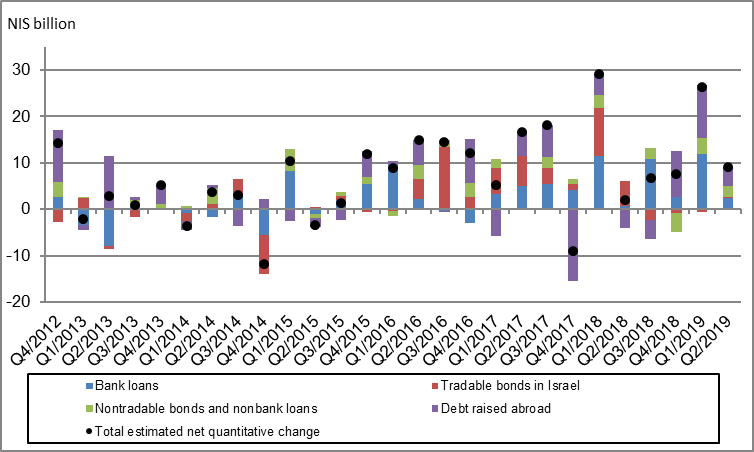 NIS billion
30
20
10
0
-10
-20
Q4/2012
Q1/2013
Q2/2013
Q3/2013
Q4/2013
Q1/2014
Q2/2014
Q3/2014
Q4/2014
Q1/2015
Q2/2015
Q3/2015
Q4/2015
Q1/2016
Q2/2016
Q3/2016
Q4/2016
Q1/2017
Q2/2017
Q3/2017
Q4/2017
Q1/2018
Q2/2018
Q3/2018
Q4/2018
Q1/2019
Q2/2019
Bank loans
Tradable bonds in Israel
Nontradable bonds and nonbank loans
Debt raised abroad
Total estimated net quantitative change